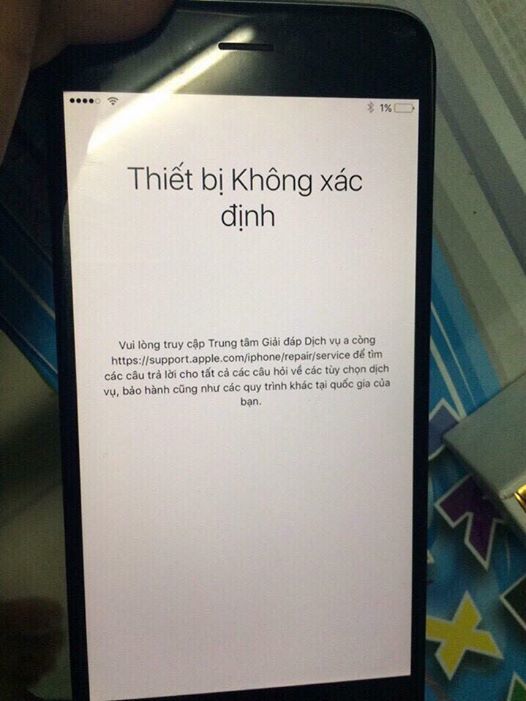 1%
Thiết bị Không xác
định
Vui lòng truy cập Trung tâm Giải đáp Dịch vụ a còng
https://support.apple.com/iphone/repair/service để tìm
các câu trả lời cho tất cả các câu hỏi về các tùy chọn dịch
vụ, bảo hành cũng như các quy trình khác tại quốc gia của
bạn.